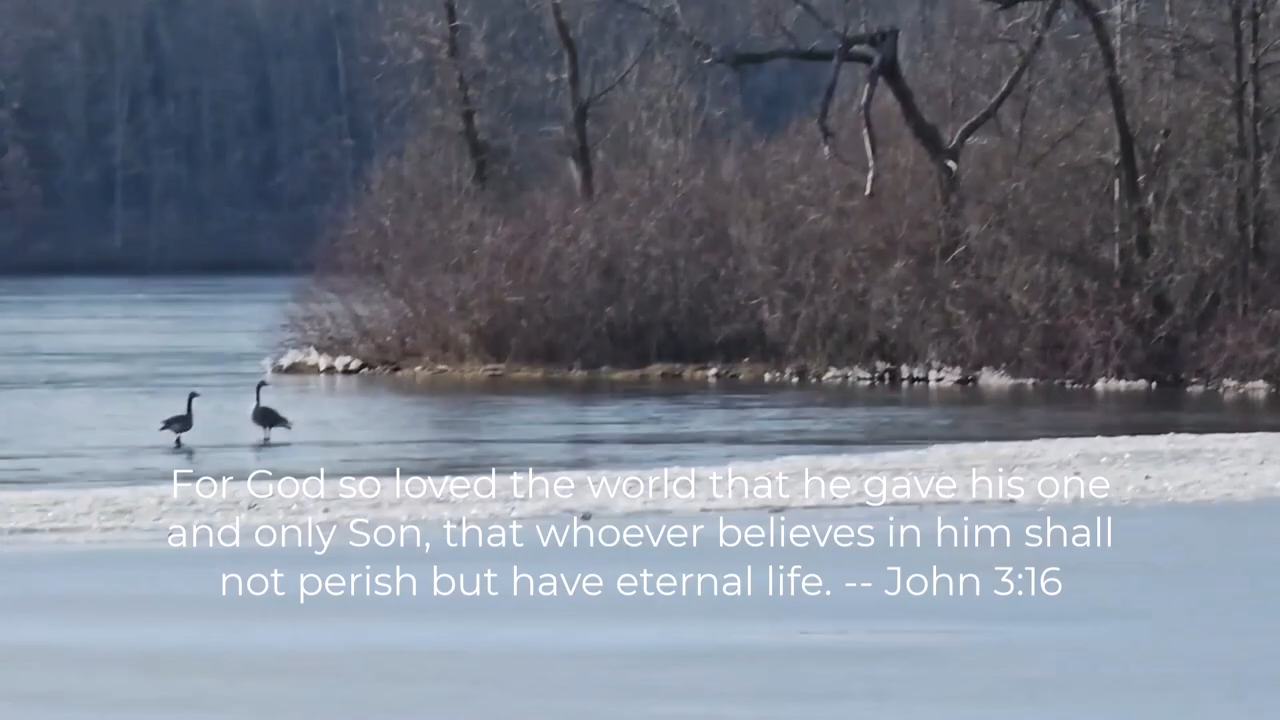 For God so loved the world that he gave his one
and only Son, that whoever believes in him shall
not perish but have eternal life. -- John 3:16